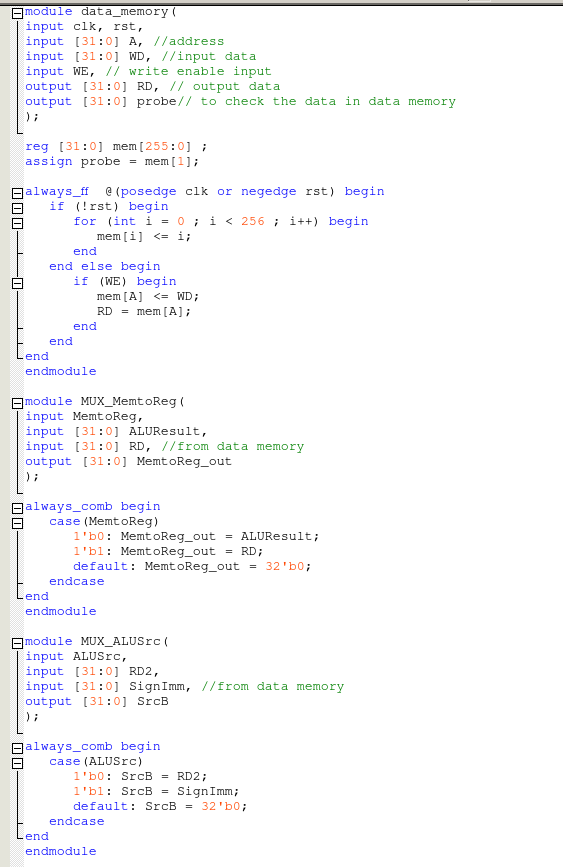 module data_memory(
input clk, rst,
input [31:0] A, //address
input [31:0] WD, //input data
input WE, // write enable input
output [31:0] RD, // output data
output [31:0] probe// to check the data in data memory
);
reg [31:0] mem[255:0] ;
assign probe = mem[1];
always_ff  @(posedge clk or negedge rst) begin
   if (!rst) begin
      for (int i = 0 ; i < 256 ; i++) begin
         mem[i] <= i;
      end
   end else begin
      if (WE) begin
         mem[A] <= WD;
         RD = mem[A];
      end
   end
end
endmodule
module MUX_MemtoReg(
input MemtoReg,
input [31:0] ALUResult,
input [31:0] RD, //from data memory
output [31:0] MemtoReg_out
);
always_comb begin
   case(MemtoReg)
      1'b0: MemtoReg_out = ALUResult;
      1'b1: MemtoReg_out = RD;
      default: MemtoReg_out = 32'b0;
   endcase
end
endmodule
module MUX_ALUSrc(
input ALUSrc,
input [31:0] RD2,
input [31:0] SignImm, //from data memory
output [31:0] SrcB
);
always_comb begin
   case(ALUSrc)
      1'b0: SrcB = RD2;
      1'b1: SrcB = SignImm;
      default: SrcB = 32'b0;
   endcase
end
endmodule